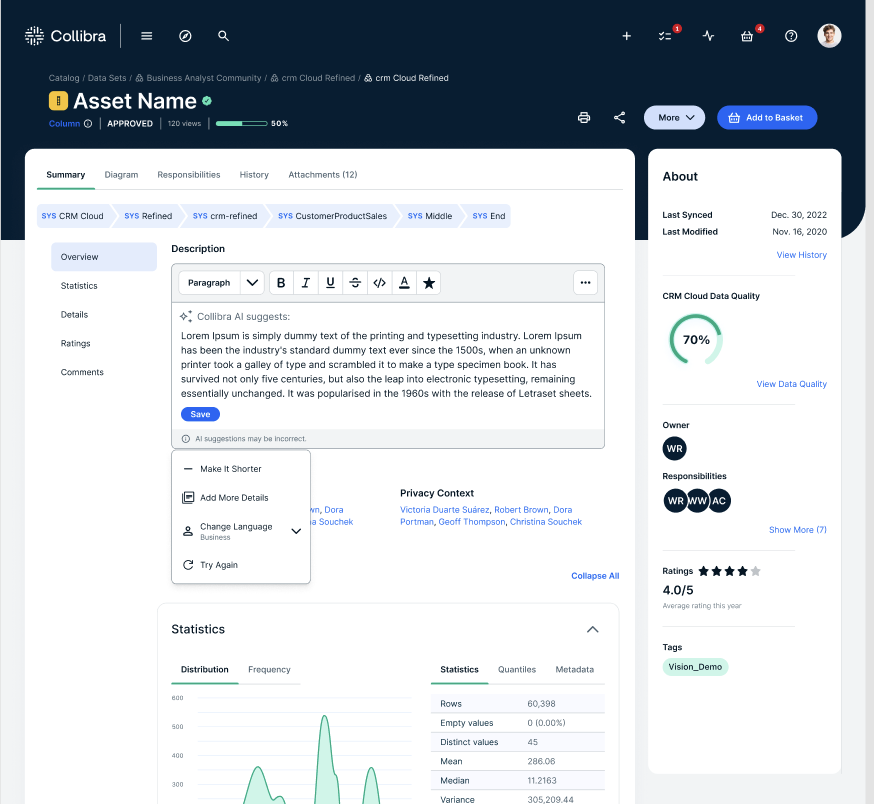 Collibra
1
4
Catalog / Data Sets / Business Analyst Community / crm Cloud Refined / crm Cloud Refined
Asset Name
Column APPROVED 120 views 50%
More
Add to Basket
Summary Diagram Responsibilities History Attachments (12)
SYS CRM Cloud SYS Refined SYS crm-refined SYS CustomerProductSales SYS Middle SYS End
Overview
Statistics
Details
Ratings
Comments
Description
Paragraph B I U A
Collibra AI suggests:
Lorem Ipsum is simply dummy text of the printing and typesetting industry. Lorem Ipsum
has been the industry's standard dummy text ever since the 1500s, when an unknown
printer took a galley of type and scrambled it to make a type specimen book. It has
survived not only five centuries, but also the leap into electronic typesetting, remaining
essentially unchanged. It was popularised in the 1960s with the release of Letraset sheets.
Save
AI suggestions may be incorrect.
Make It Shorter
Add More Details
Change Language
Business
Try Again
Dora
Souchek
Privacy Context
Victoria Duarte Suárez, Robert Brown, Dora
Portman, Geoff Thompson, Christina Souchek
Collapse All
Statistics
Distribution Frequency
600
500
400
300
Statistics Quantiles Metadata
Rows 60,398
Empty values 0 (0.00%)
Distinct values 45
Mean 286.06
Median 11.2163
Variance 305,209.44
About
Last Synced Dec. 30, 2022
Last Modified Nov. 16, 2020
View History
CRM Cloud Data Quality
70%
View Data Quality
Owner
WR
Responsibilities
WR WW AC
Show More (7)
Ratings
4.0/5
Average rating this year
Tags
Vision_Demo